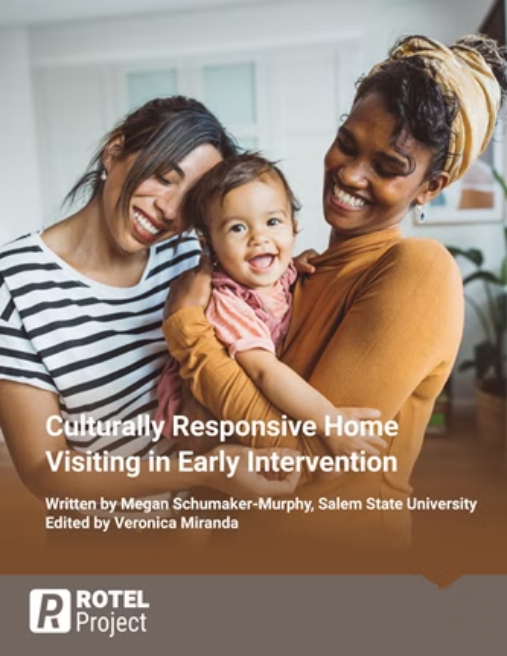 Culturally Responsive Home
Visiting in Early Intervention
Written by Megan Schumaker-Murphy, Salem State University
Edited by Veronica Miranda
R ROTEL
Project